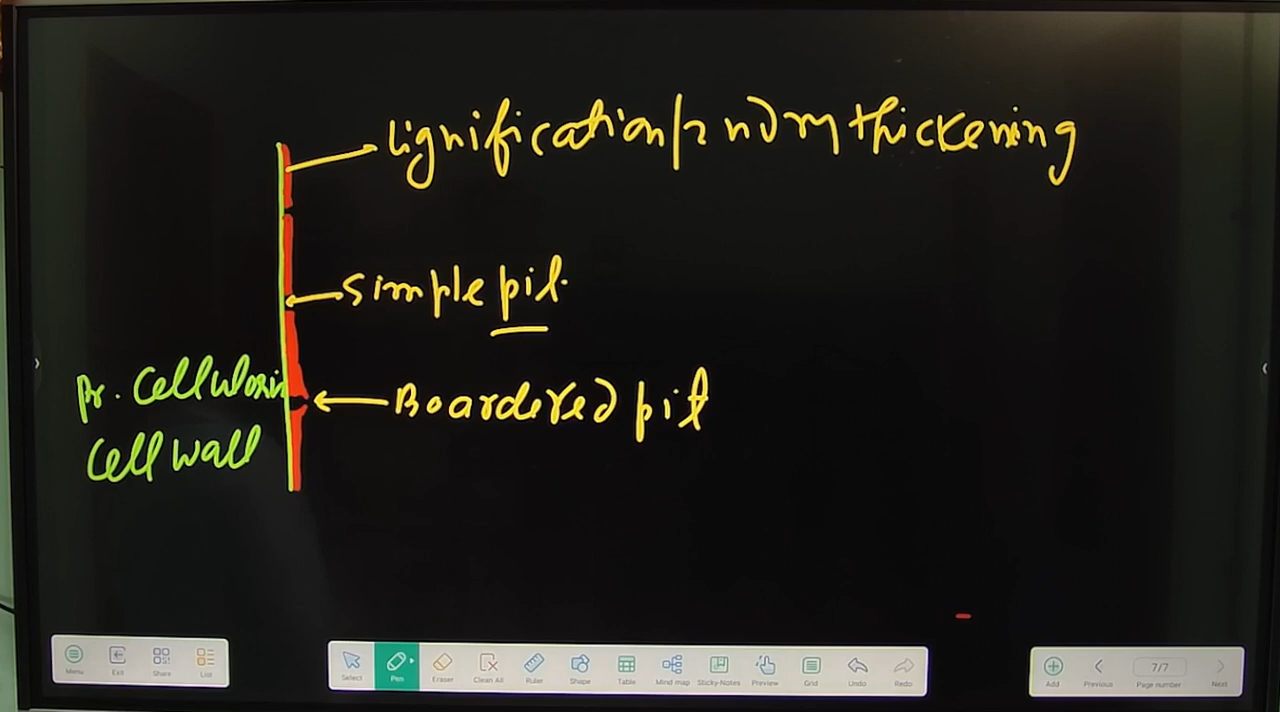 Lignification/2ndry thickening
Simple pit.
Pr. Cellulosic
Cell wall
Boardered pit
Menu
Exit
Share
List
Select
Pen
Eraser
Clean All
Ruler
Shape
Table
Mind map
Sticky-Notes
Preview
Grid
Undo
Redo
Add
Previous
7/7
Page number
Next